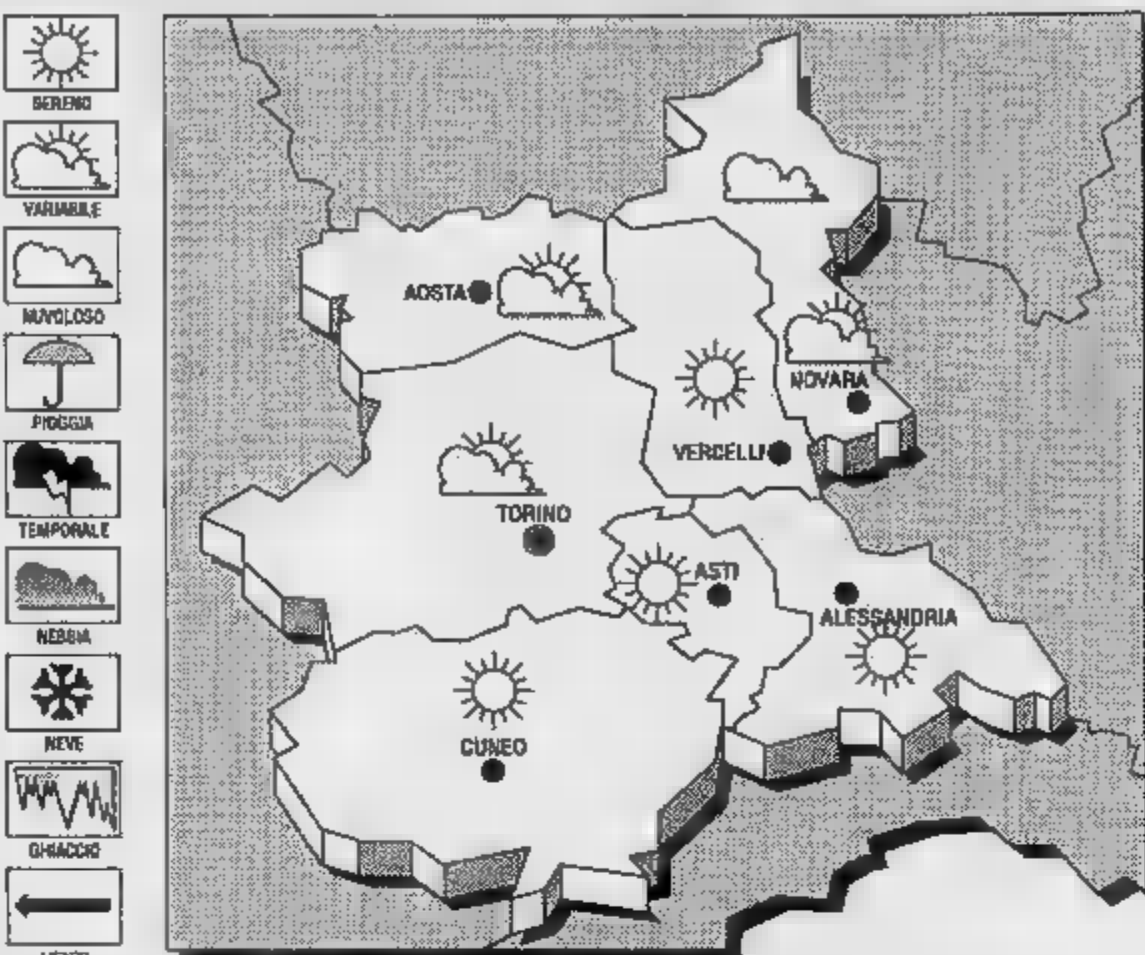 SERENO
VARIABILE
NUVOLOSO
PIOGGIA
TEMPORALE
NEBBIA
NEVE
GHIACCIO
AOSTA
NOVARA
VERCELLI
TORINO
ASTI
ALESSANDRIA
CUNEO